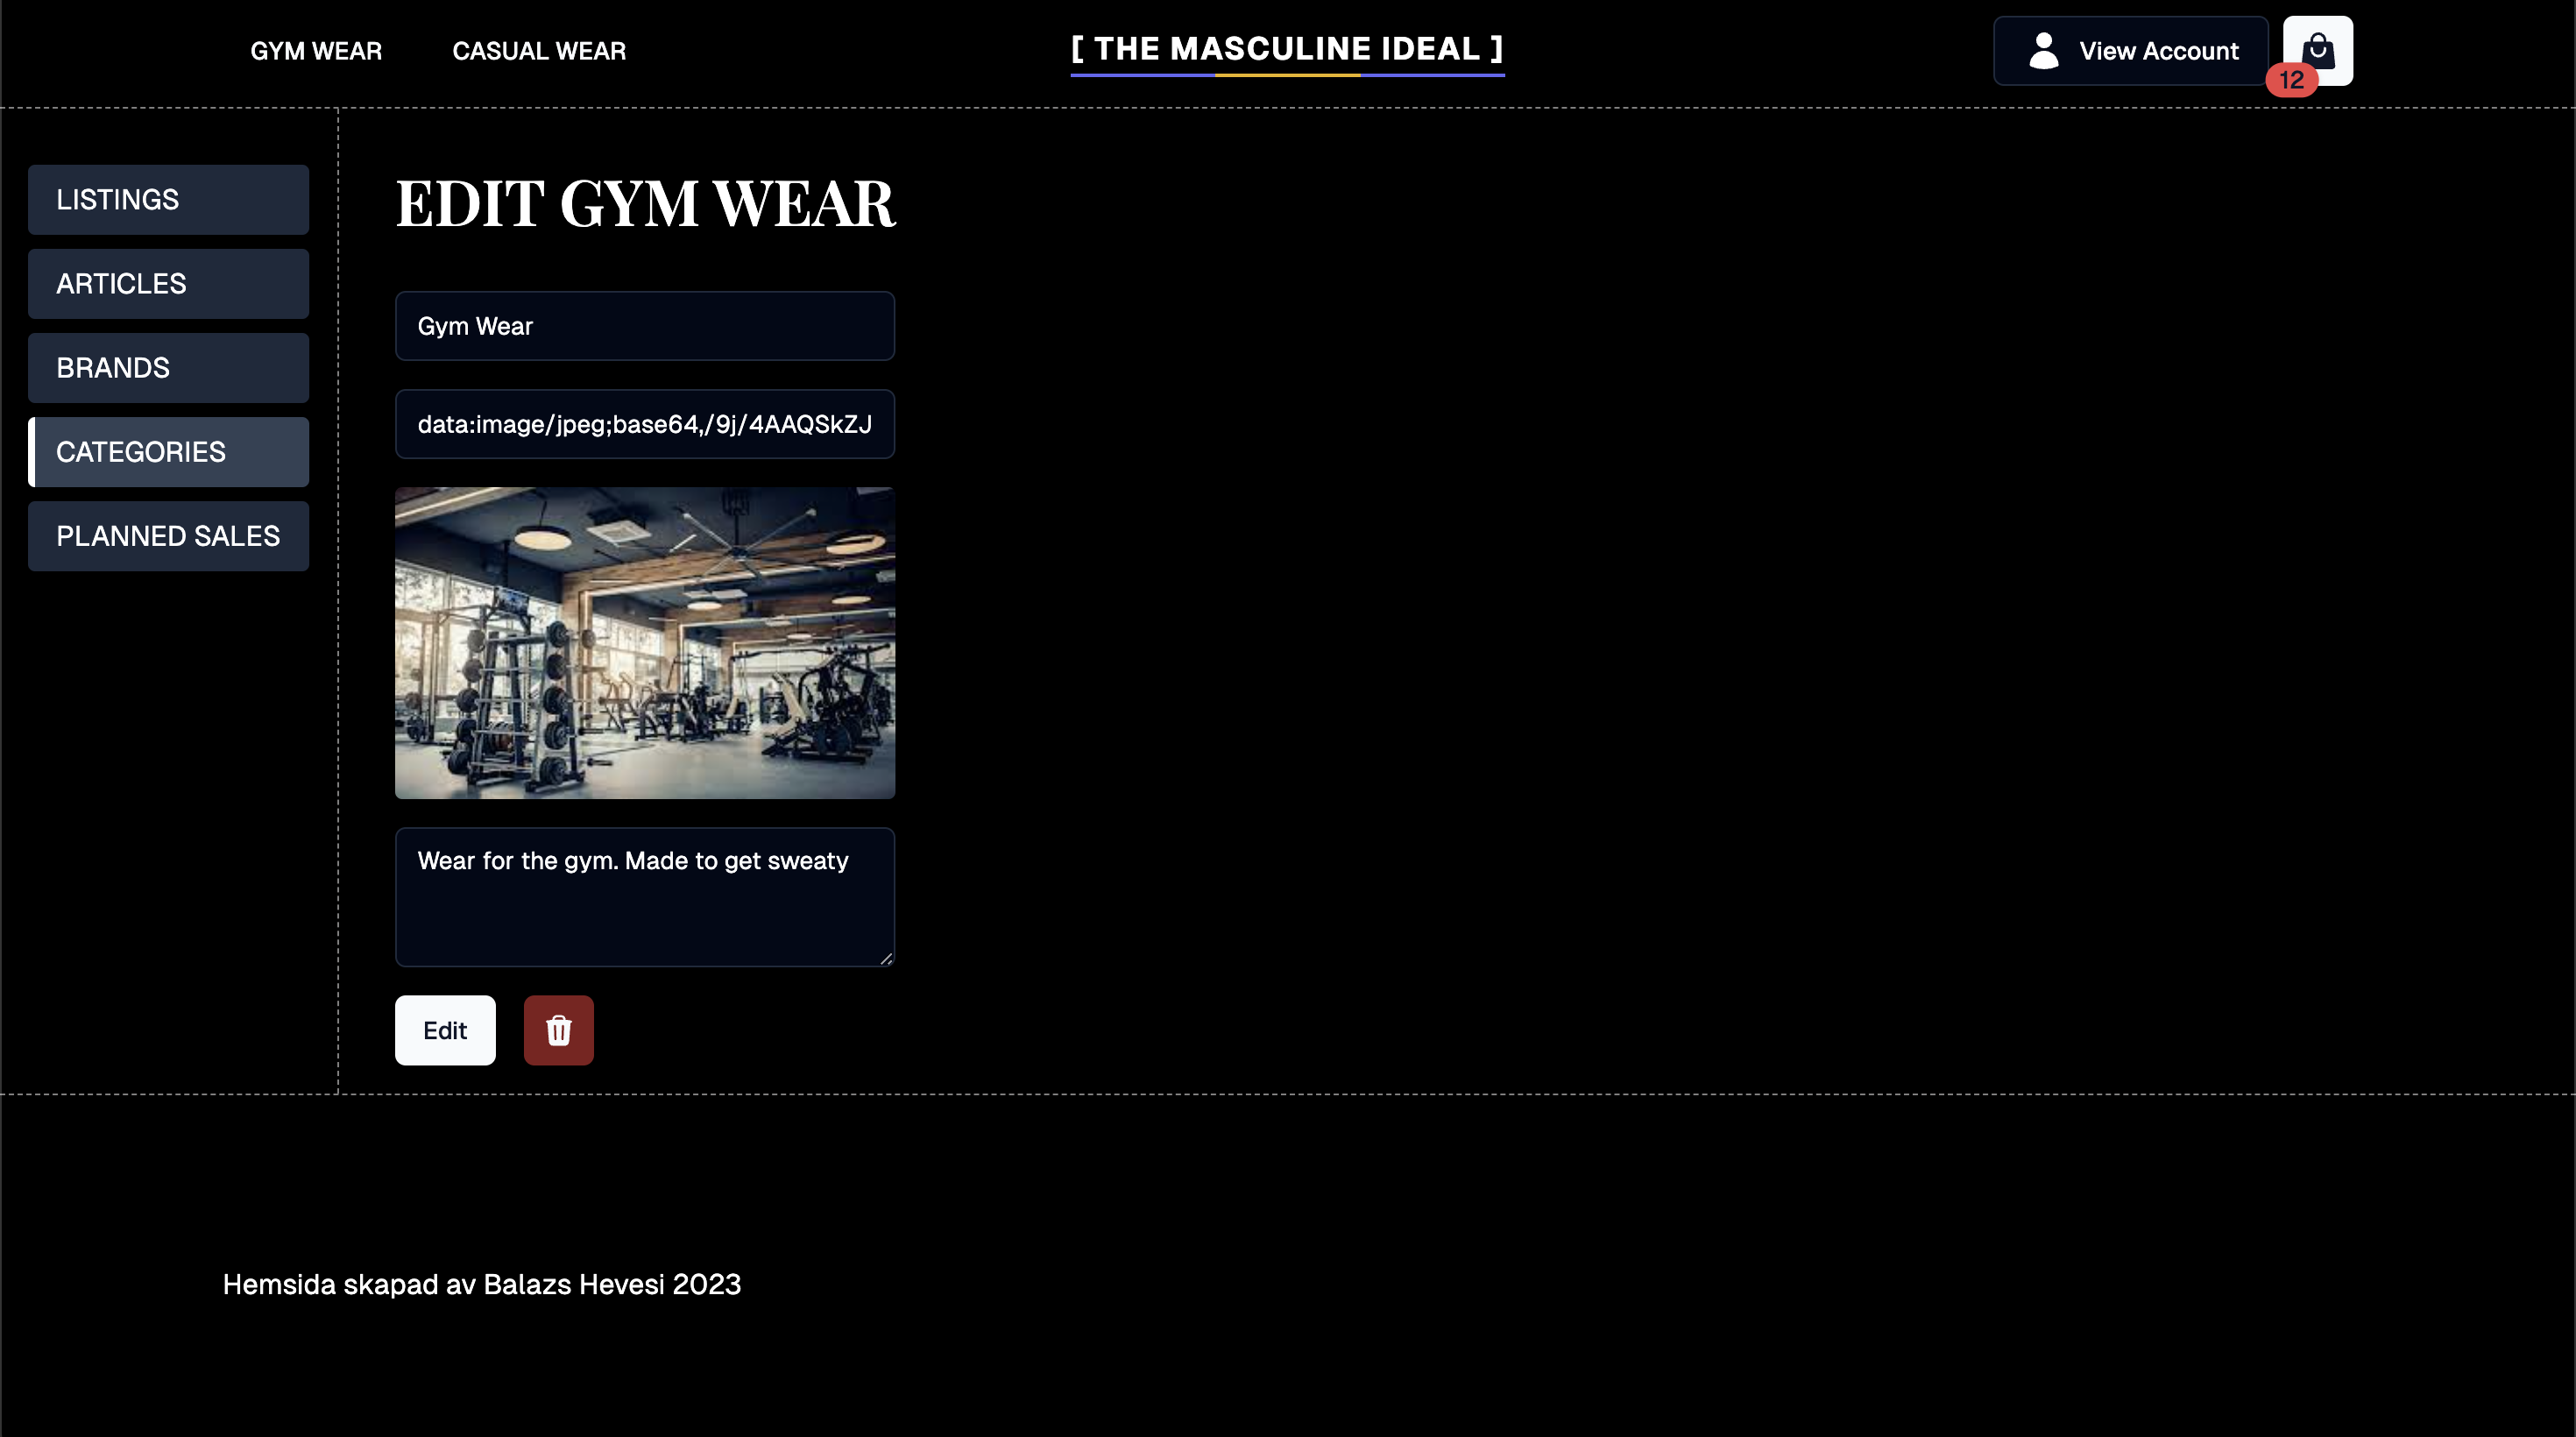 GYM WEAR
CASUAL WEAR
[ THE MASCULINE IDEAL ]
View Account
12
LISTINGS
ARTICLES
BRANDS
CATEGORIES
PLANNED SALES
EDIT GYM WEAR
Gym Wear
data:image/jpeg;base64,/9j/4AAQSkZJ
Wear for the gym. Made to get sweaty
Edit
Hemsida skapad av Balazs Hevesi 2023